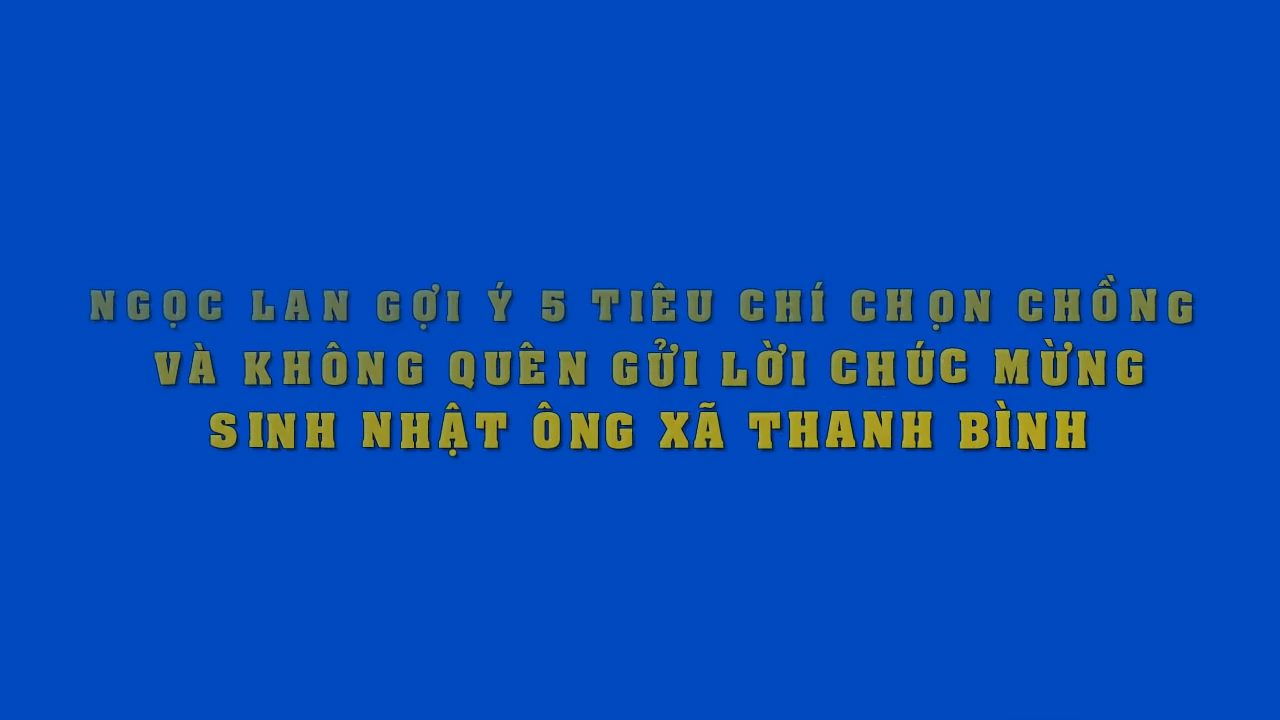 NGỌC LAN GỢI Ý 5 TIÊU CHÍ CHỌN CHỒNG
VÀ KHÔNG QUÊN GỬI LỜI CHÚC MỪNG
SINH NHẬT ÔNG XÃ THANH BÌNH